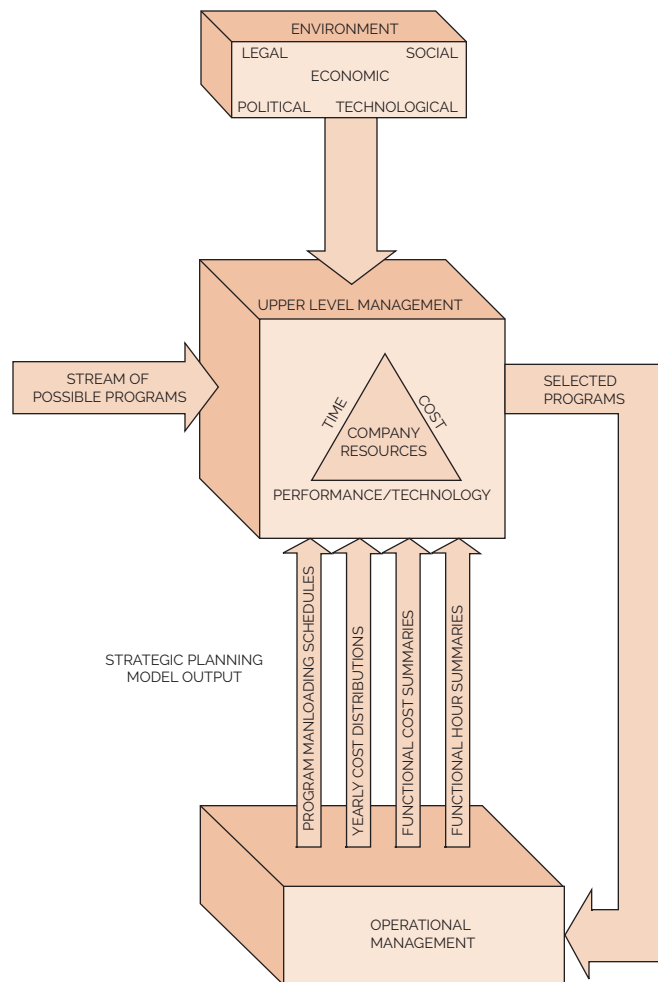 ENVIRONMENT
LEGAL SOCIAL
ECONOMIC
POLITICAL TECHNOLOGICAL
UPPER LEVEL MANAGEMENT
STREAM OF
POSSIBLE PROGRAMS
TIME
COST
COMPANY
RESOURCES
PERFORMANCE/TECHNOLOGY
SELECTED
PROGRAMS
STRATEGIC PLANNING
MODEL OUTPUT
PROGRAM MANLOADING SCHEDULES
YEARLY COST DISTRIBUTIONS
FUNCTIONAL COST SUMMARIES
FUNCTIONAL HOUR SUMMARIES
OPERATIONAL
MANAGEMENT